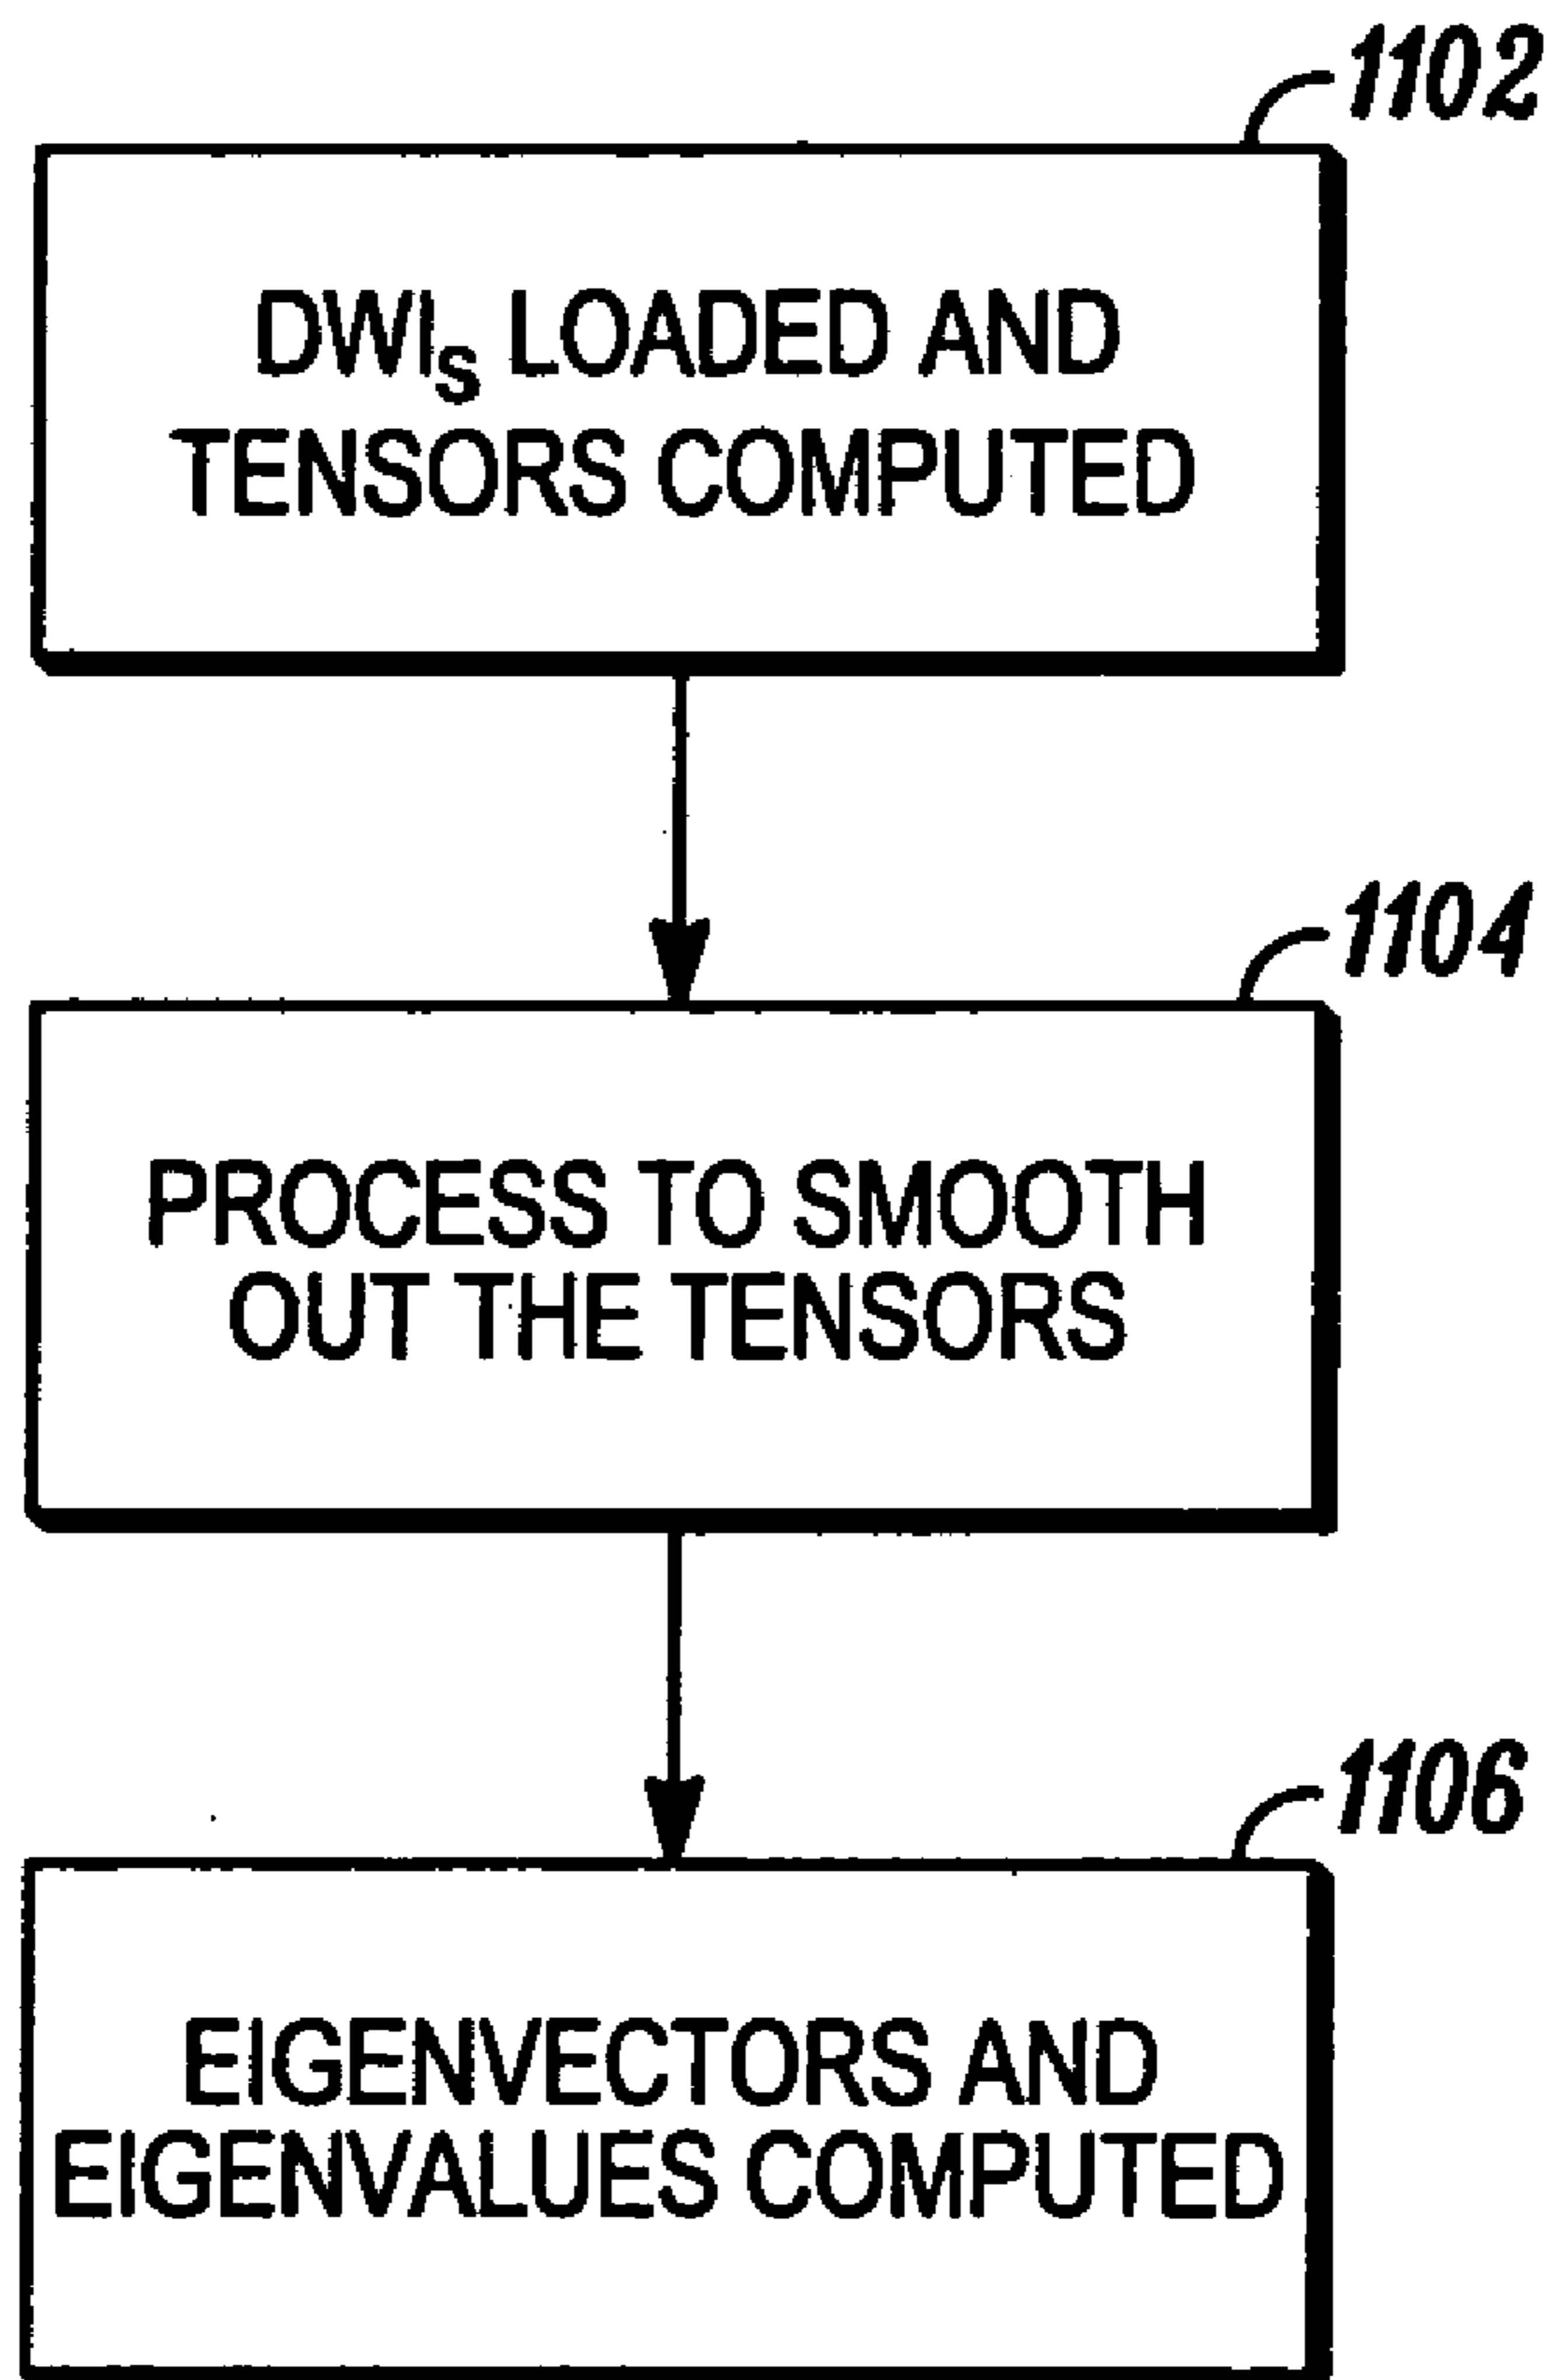 1102
DWIs LOADED AND
TENSORS COMPUTED
1104
PROCESS TO SMOOTH
OUT THE TENSORS
1106
EIGENVECTORS AND
EIGENVALUES COMPUTED